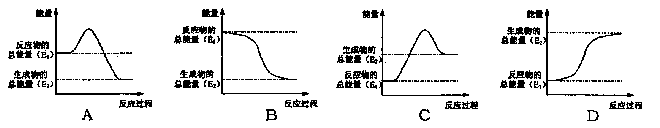 能量
反应物的
总能量（E₁）
生成物的
总能量（E₂）
反应过程
A
能量
反应物的
总能量（E₁）
生成物的
总能量（E₂）
反应过程
B
能量
生成物的
总能量（E₂）
反应物的
总能量（E₁）
反应过程
C
能量
生成物的
总能量（E₂）
反应物的
总能量（E₁）
反应过程
D